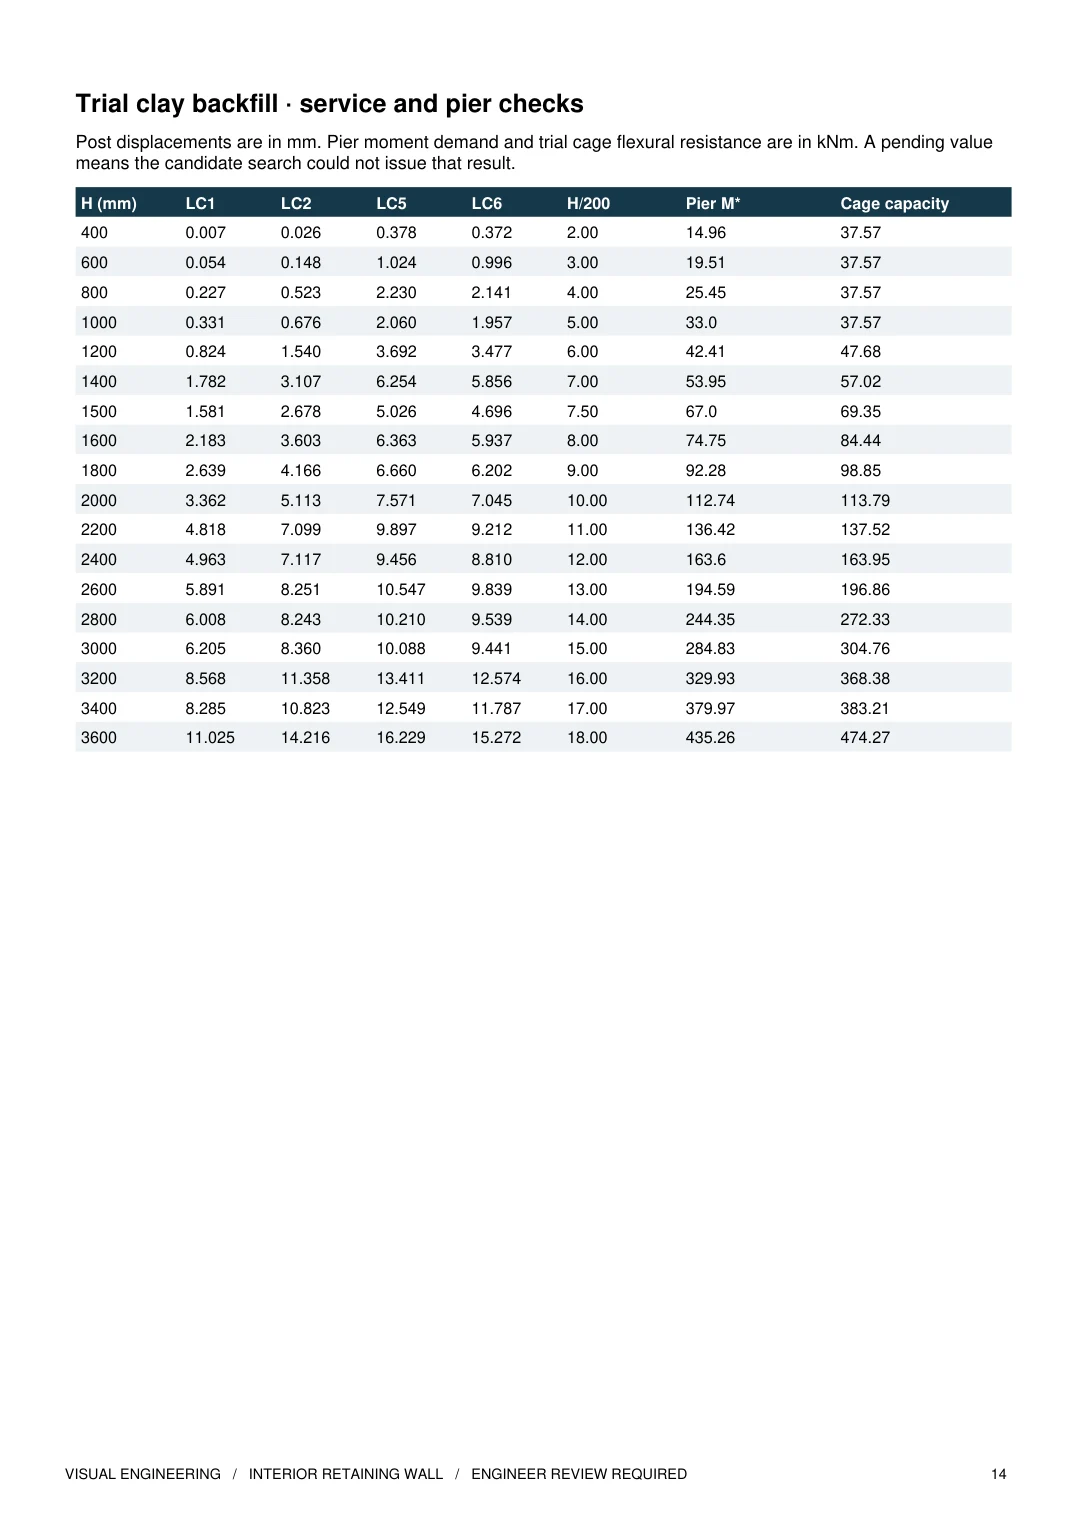 Trial clay backfill · service and pier checks
Post displacements are in mm. Pier moment demand and trial cage flexural resistance are in kNm. A pending value
means the candidate search could not issue that result.
H (mm) LC1 LC2 LC5 LC6 H/200 Pier M* Cage capacity
400 0.007 0.026 0.378 0.372 2.00 14.96 37.57
600 0.054 0.148 1.024 0.996 3.00 19.51 37.57
800 0.227 0.523 2.230 2.141 4.00 25.45 37.57
1000 0.331 0.676 2.060 1.957 5.00 33.0 37.57
1200 0.824 1.540 3.692 3.477 6.00 42.41 47.68
1400 1.782 3.107 6.254 5.856 7.00 53.95 57.02
1500 1.581 2.678 5.026 4.696 7.50 67.0 69.35
1600 2.183 3.603 6.363 5.937 8.00 74.75 84.44
1800 2.639 4.166 6.660 6.202 9.00 92.28 98.85
2000 3.362 5.113 7.571 7.045 10.00 112.74 113.79
2200 4.818 7.099 9.897 9.212 11.00 136.42 137.52
2400 4.963 7.117 9.456 8.810 12.00 163.6 163.95
2600 5.891 8.251 10.547 9.839 13.00 194.59 196.86
2800 6.008 8.243 10.210 9.539 14.00 244.35 272.33
3000 6.205 8.360 10.088 9.441 15.00 284.83 304.76
3200 8.568 11.358 13.411 12.574 16.00 329.93 368.38
3400 8.285 10.823 12.549 11.787 17.00 379.97 383.21
3600 11.025 14.216 16.229 15.272 18.00 435.26 474.27
VISUAL ENGINEERING / INTERIOR RETAINING WALL / ENGINEER REVIEW REQUIRED 14